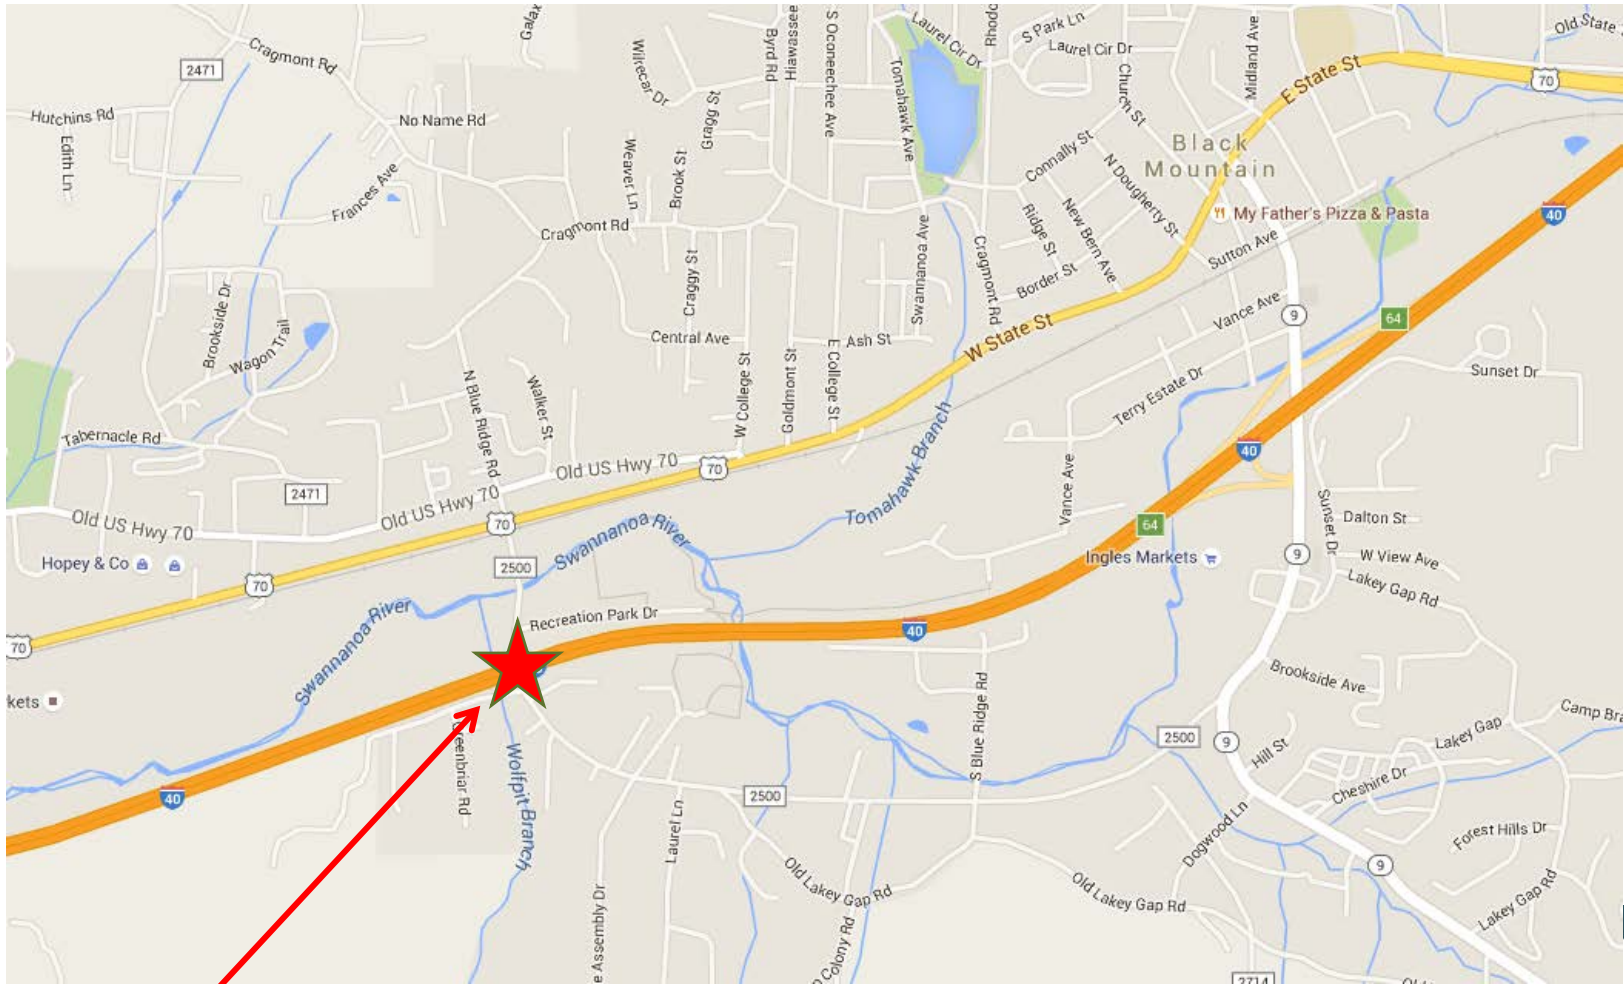 Cragmont Rd
2471
Galax
Wilrecar Dr
Byrd Rd
Hiawasee
S Oconeechee Ave
Laurel Cir Dr
Tomahawk Ave
Rhodo
S Park Ln
Laurel Cir Dr
Church St
Midland Ave
E State St
Old State
70
Hutchins Rd
Edith Ln
No Name Rd
Frances Ave
Weaver Ln
Brook St
Gragg St
Cragmont Rd
Connally St
N Dougherty St
Ridge St
New Bern Ave
Border St
Black
Mountain
My Father's Pizza & Pasta
Sutton Ave
40
Swannanoa Ave
Cragmont Rd
Craggy St
Central Ave
Ash St
W State St
Vance Ave
9
64
Brookside Dr
Wagon Trail
N Blue Ridge Rd
Walker St
W College St
Goldmont St
E College St
Terry Estate Dr
Sunset Dr
Tabernacle Rd
2471
Old US Hwy 70
Old US Hwy 70
Old US Hwy 70
70
70
Tomahawk Branch
Vance Ave
40
64
Sunset Dr
Dalton St
W View Ave
Lakey Gap Rd
9
Ingles Markets
Hopey & Co
70
2500
Swannanoa River
Swannanoa River
Recreation Park Dr
40
70
kets
Greenbriar Rd
Wolfpit Branch
40
S Blue Ridge Rd
2500
9
Brookside Ave
Hill St
Lakey Gap
Camp Bra
Cheshire Dr
2500
Laurel Ln
Old Lakey Gap Rd
Old Lakey Gap Rd
Dogwood Ln
Forest Hills Dr
9
Lakey Gap Rd
e Assembly Dr
Colony Rd
2714